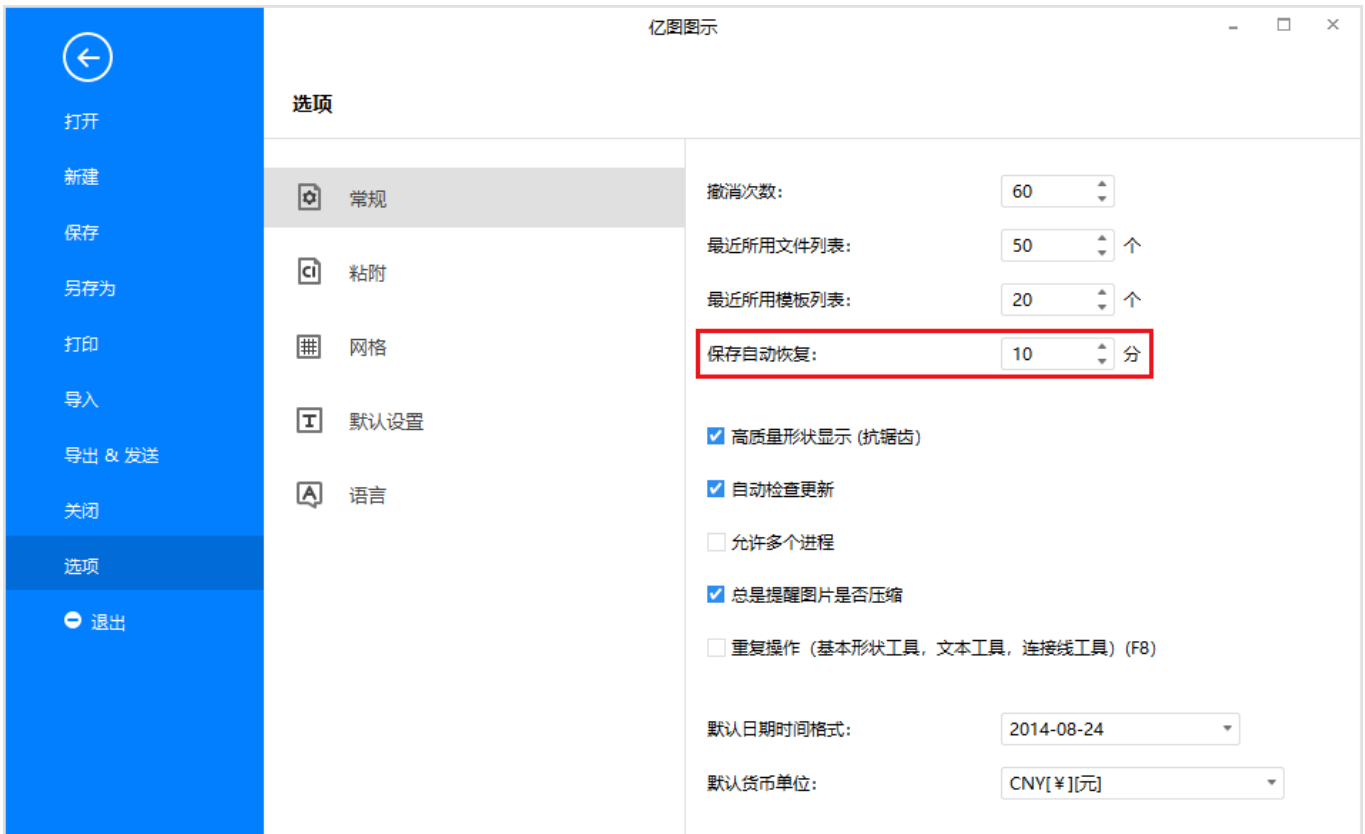 亿图图示
打开
新建
保存
另存为
打印
导入
导出 & 发送
关闭
选项
退出
选项
常规
粘附
网格
默认设置
语言
撤消次数： 60
最近所用文件列表： 50 个
最近所用模板列表： 20 个
保存自动恢复： 10 分
高质量形状显示 (抗锯齿)
自动检查更新
允许多个进程
总是提醒图片是否压缩
重复操作（基本形状工具，文本工具，连接线工具）(F8)
默认日期时间格式： 2014-08-24
默认货币单位： CNY[¥][元]